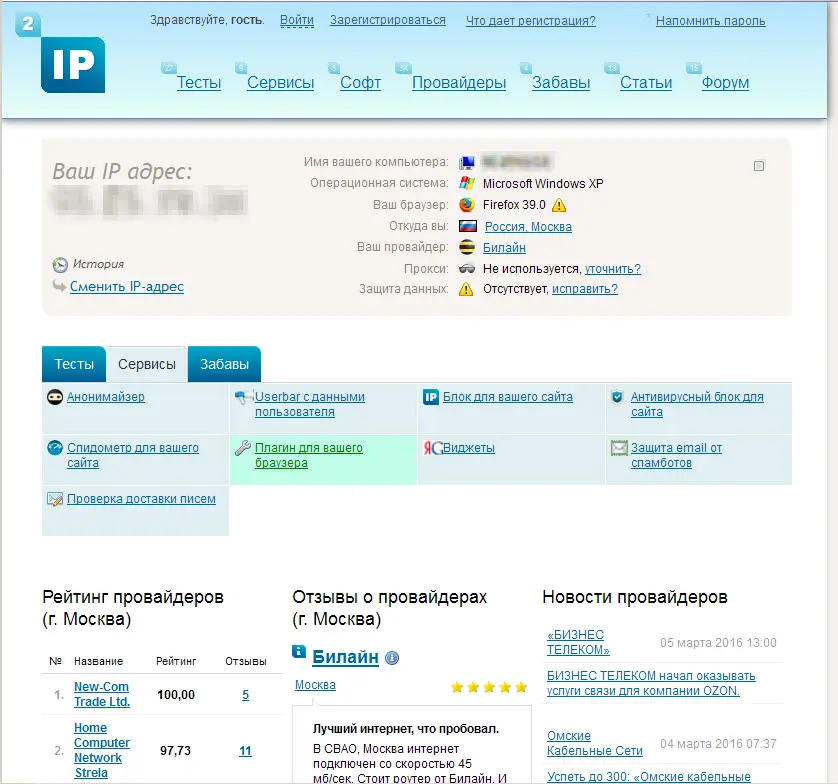 2
IP
Здравствуйте, гость. Войти Зарегистрироваться Что дает регистрация? Напомнить пароль
27 Тесты 9 Сервисы 5 Софт 3K Провайдеры 4 Забавы 13 Статьи 15 Форум
Ваш IP адрес:
История
Сменить IP-адрес
Имя вашего компьютера:
Операционная система: Microsoft Windows XP
Ваш браузер: Firefox 39.0
Откуда вы: Россия, Москва
Ваш провайдер: Билайн
Прокси: Не используется, уточнить?
Защита данных: Отсутствует, исправить?
Тесты Сервисы Забавы
Анонимайзер
Userbar с данными
пользователя
IP Блок для вашего сайта
Антивирусный блок для
сайта
Спидометр для вашего
сайта
Плагин для вашего
браузера
ЯG Виджеты
Защита email от
спамботов
Проверка доставки писем
Рейтинг провайдеров
(г. Москва)
№ Название Рейтинг Отзывы
1. New-Com
Trade Ltd. 100,00 5
2. Home
Computer
Network
Strela 97,73 11
Отзывы о провайдерах
(г. Москва)
Билайн
Москва
Лучший интернет, что пробовал.
В СВАО, Москва интернет
подключен со скоростью 45
мб/сек. Стоит роутер от Билайн. И
Новости провайдеров
«БИЗНЕС
ТЕЛЕКОМ» 05 марта 2016 13:00
БИЗНЕС ТЕЛЕКОМ начал оказывать
услуги связи для компании OZON.
Омские
Кабельные Сети 04 марта 2016 07:37
Успеть до 300: «Омские кабельные